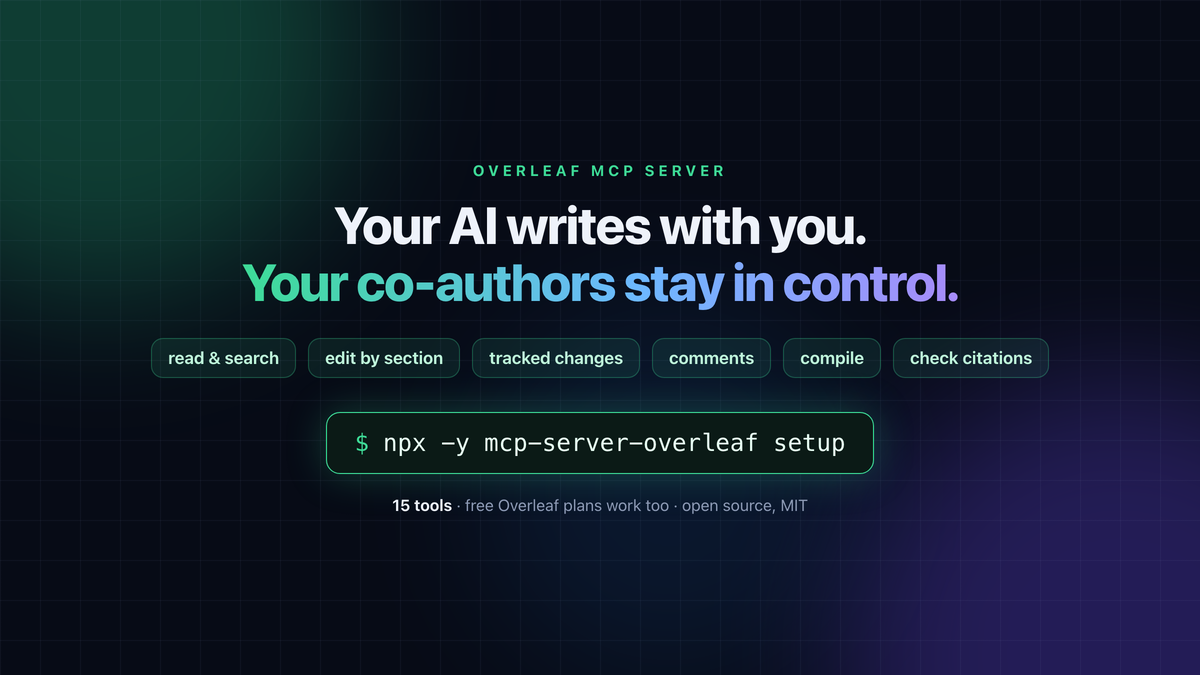 OVERLEAF MCP SERVER
Your AI writes with you.
Your co-authors stay in control.
read & search edit by section tracked changes comments compile check citations
$ npx -y mcp-server-overleaf setup
15 tools · free Overleaf plans work too · open source, MIT